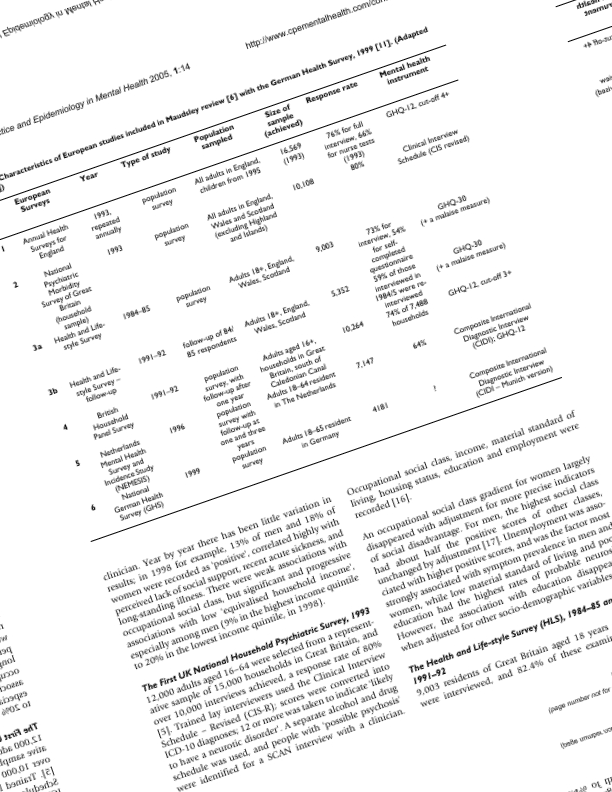 http://www.cpementalhealth.com/con
ctice and Epidemiology in Mental Health 2005, 1:14
Characteristics of European studies included in Maudsley review [6] with the German Health Survey, 1999 [11]. (Adapted
European Surveys Year Type of study Population sampled Size of sample (achieved) Response rate Mental health instrument
1 Annual Health Surveys for England 1993, repeated annually population survey All adults in England, children from 1995 16,569 (1993) 76% for full interview, 66% for nurse tests (1993) GHQ-12, cut-off 4+
2 National Psychiatric Morbidity Survey of Great Britain (household sample) 1993 population survey All adults in England, Wales and Scotland (excluding Highland and Islands) 10,108 80% Clinical Interview Schedule (CIS revised)
3a Health and Life-style Survey 1984–85 population survey Adults 18+, England, Wales, Scotland 9,003 73% for interview, 54% for self-completed questionnaire GHQ-30 (+ a malaise measure)
3b Health and Life-style Survey – follow-up 1991–92 follow-up of 84/85 respondents Adults 18+, England, Wales, Scotland 5,352 59% of those interviewed in 1984/5 were re-interviewed GHQ-30 (+ a malaise measure)
4 British Household Panel Survey 1991–92 population survey, with follow-up after one year Adults aged 16+, households in Great Britain, south of Caledonian Canal 10,264 74% of 7,488 households GHQ-12, cut-off 3+
5 Netherlands Mental Health Survey and Incidence Study (NEMESIS) 1996 population survey with follow-up at one and three years Adults 18–64 resident in The Netherlands 7,147 64% Composite International Diagnostic Interview (CIDI); GHQ-12
6 National German Health Survey (GHS) 1999 population survey Adults 18–65 resident in Germany 4181 ? Composite International Diagnostic Interview (CIDI – Munich version)
clinician. Year by year there has been little variation in
results; in 1998 for example, 13% of men and 18% of
women were recorded as 'positive', correlated highly with
perceived lack of social support, recent acute sickness, and
long-standing illness. There were weak associations with
occupational social class, but significant and progressive
associations with low 'equivalised household income',
especially among men (9% in the highest income quintile
to 20% in the lowest income quintile, in 1998).
The First UK National Household Psychiatric Survey, 1993
12,000 adults aged 16–64 were selected from a represent-
ative sample of 15,000 households in Great Britain, and
over 10,000 interviews achieved, a response rate of 80%
[5]. Trained lay interviewers used the Clinical Interview
Schedule – Revised (CIS-R); scores were converted into
ICD-10 diagnoses; 12 or more was taken to indicate 'likely
to have a neurotic disorder'. A separate alcohol and drug
schedule was used, and people with 'possible psychosis'
were identified for a SCAN interview with a clinician.
Occupational social class, income, material standard of
living, housing status, education and employment were
recorded [16].
An occupational social class gradient for women largely
disappeared with adjustment for more precise indicators
of social disadvantage. For men, the highest social class
had about half the positive scores of other classes,
unchanged by adjustment [17]. Unemployment was asso-
ciated with higher positive scores, and was the factor most
strongly associated with symptom prevalence in men and
women, while low material standard of living and poor
education had the highest rates of probable neurotic
However, the association with education disappeared
when adjusted for other socio-demographic variables
The Health and Life-style Survey (HLS), 1984–85 and
1991–92
9,003 residents of Great Britain aged 18 years
were interviewed, and 82.4% of these examin
(page number not for